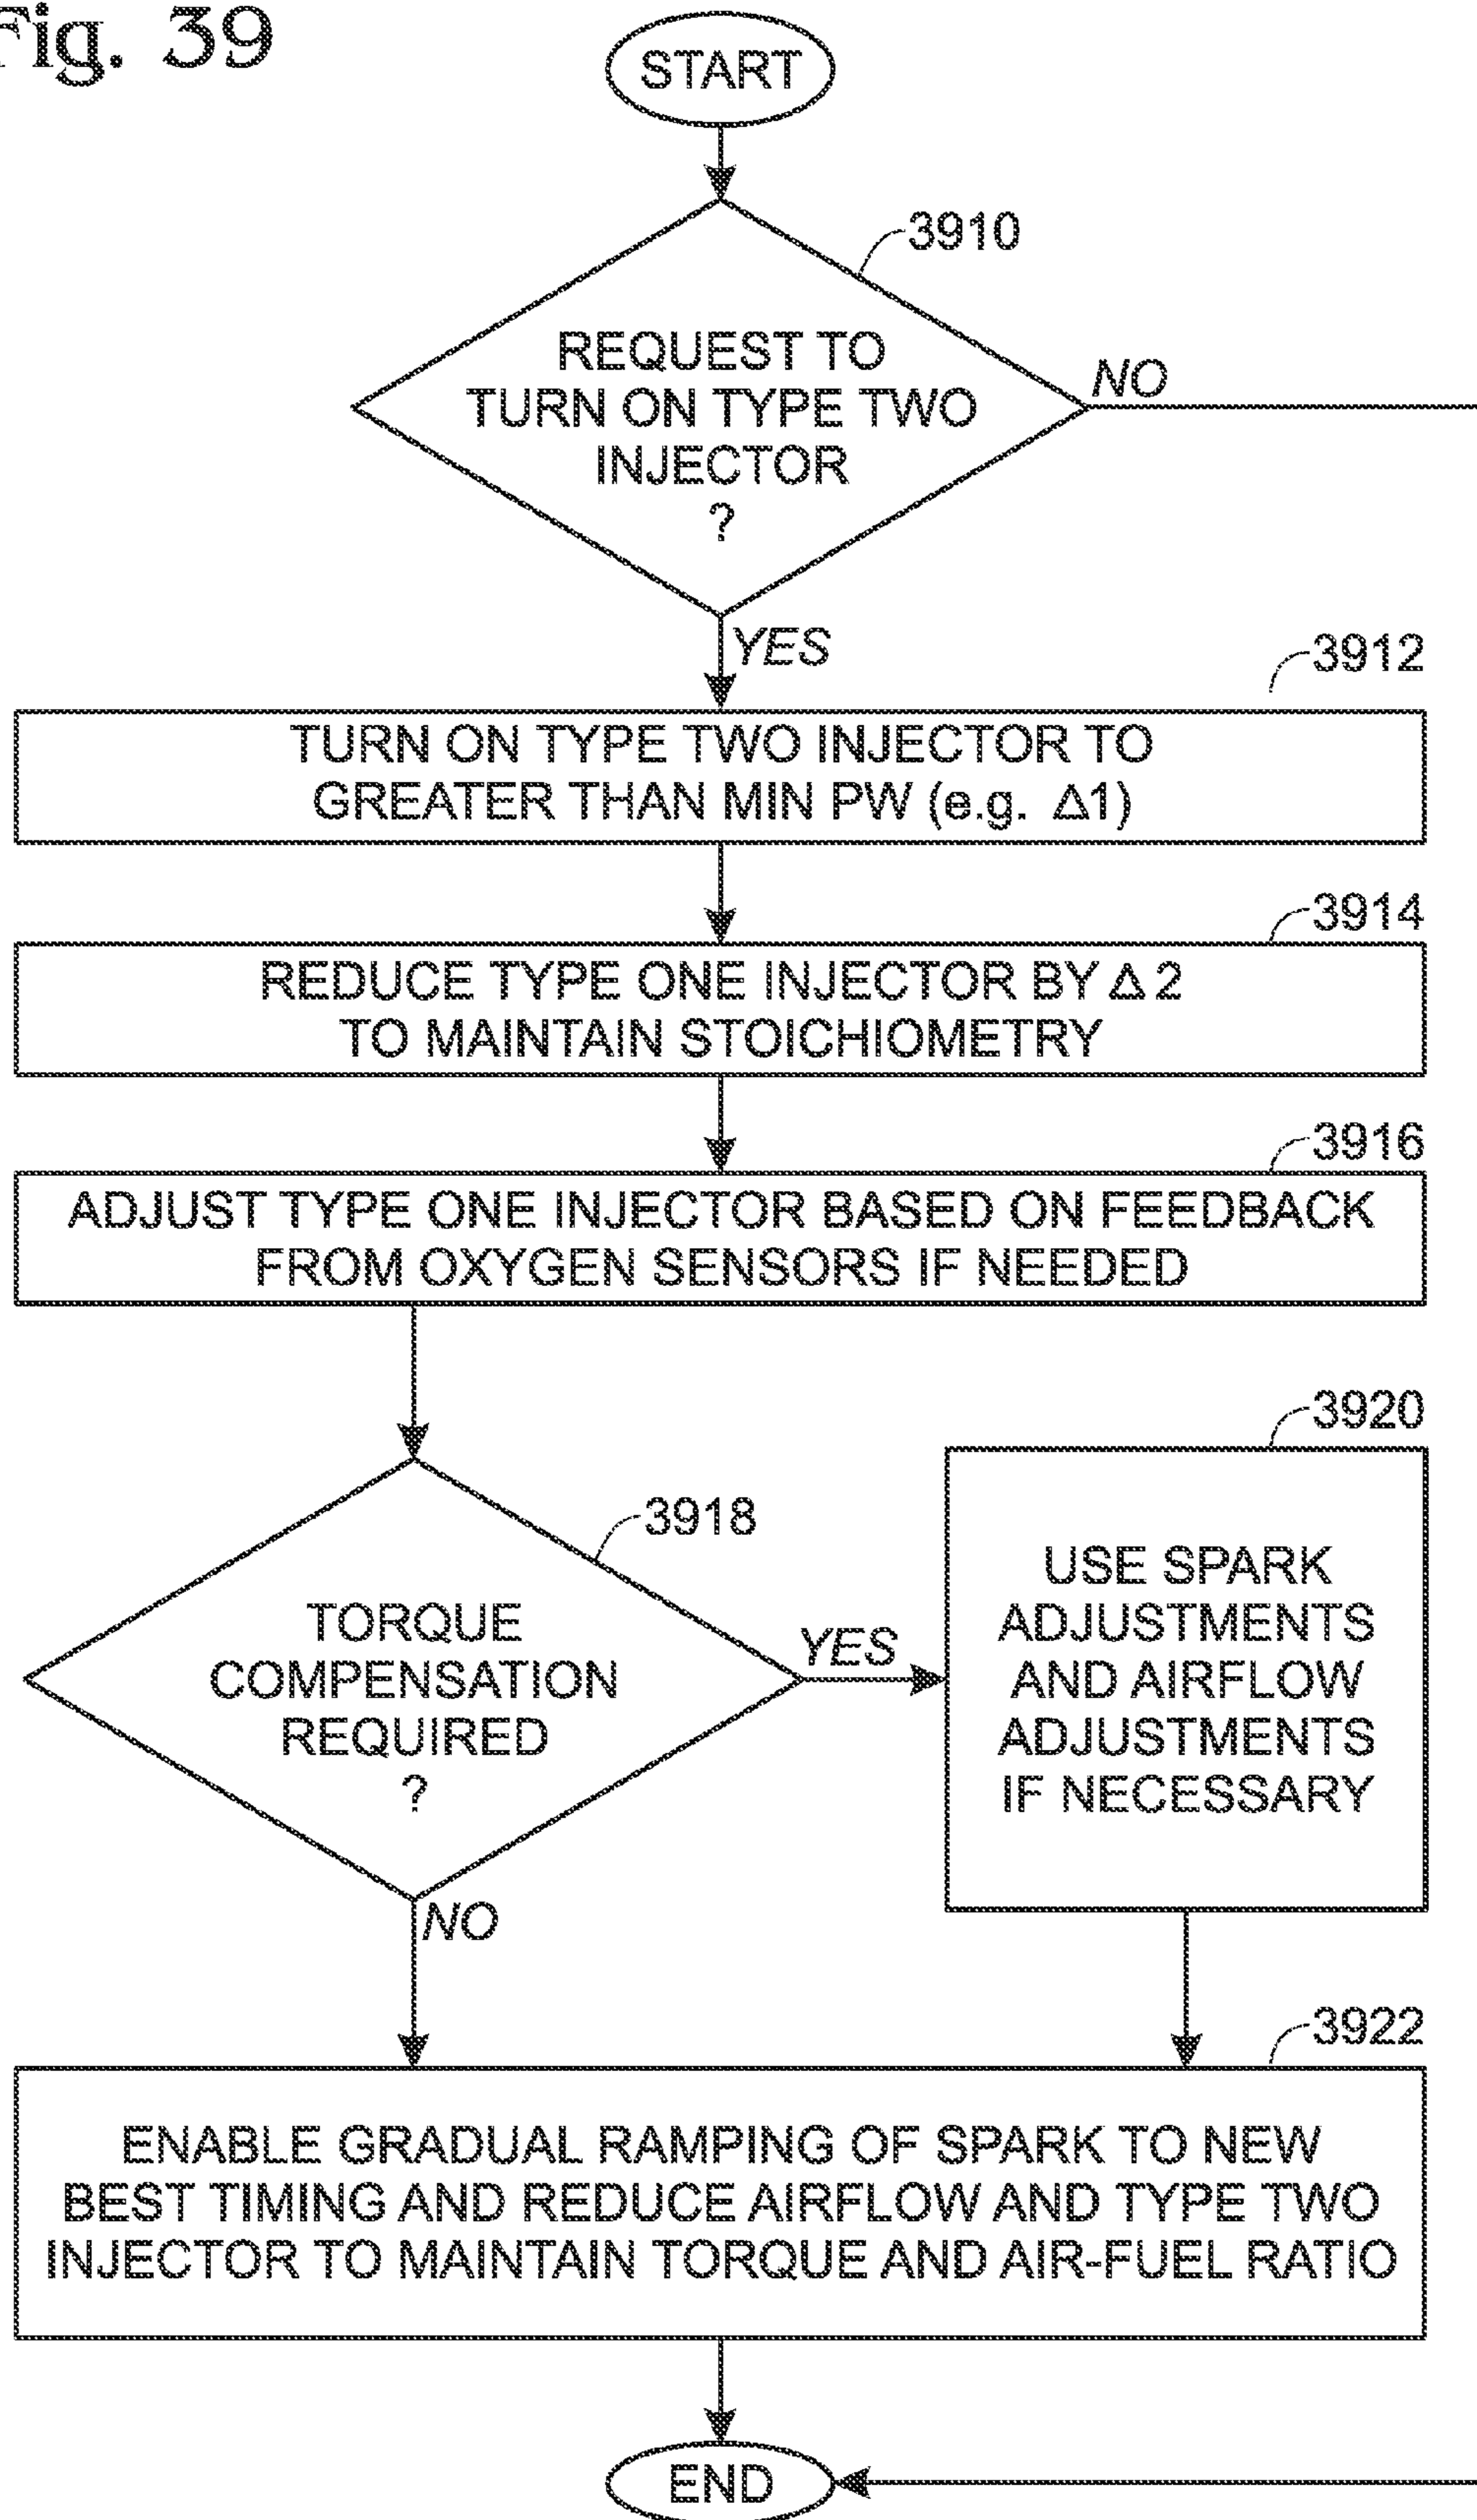 Fig. 39
START
3910
REQUEST TO
TURN ON TYPE TWO
INJECTOR
?
NO
YES
3912
TURN ON TYPE TWO INJECTOR TO
GREATER THAN MIN PW (e.g. Δ1)
3914
REDUCE TYPE ONE INJECTOR BY Δ 2
TO MAINTAIN STOICHIOMETRY
3916
ADJUST TYPE ONE INJECTOR BASED ON FEEDBACK
FROM OXYGEN SENSORS IF NEEDED
3918
TORQUE
COMPENSATION
REQUIRED
?
YES
NO
3920
USE SPARK
ADJUSTMENTS
AND AIRFLOW
ADJUSTMENTS
IF NECESSARY
3922
ENABLE GRADUAL RAMPING OF SPARK TO NEW
BEST TIMING AND REDUCE AIRFLOW AND TYPE TWO
INJECTOR TO MAINTAIN TORQUE AND AIR-FUEL RATIO
END